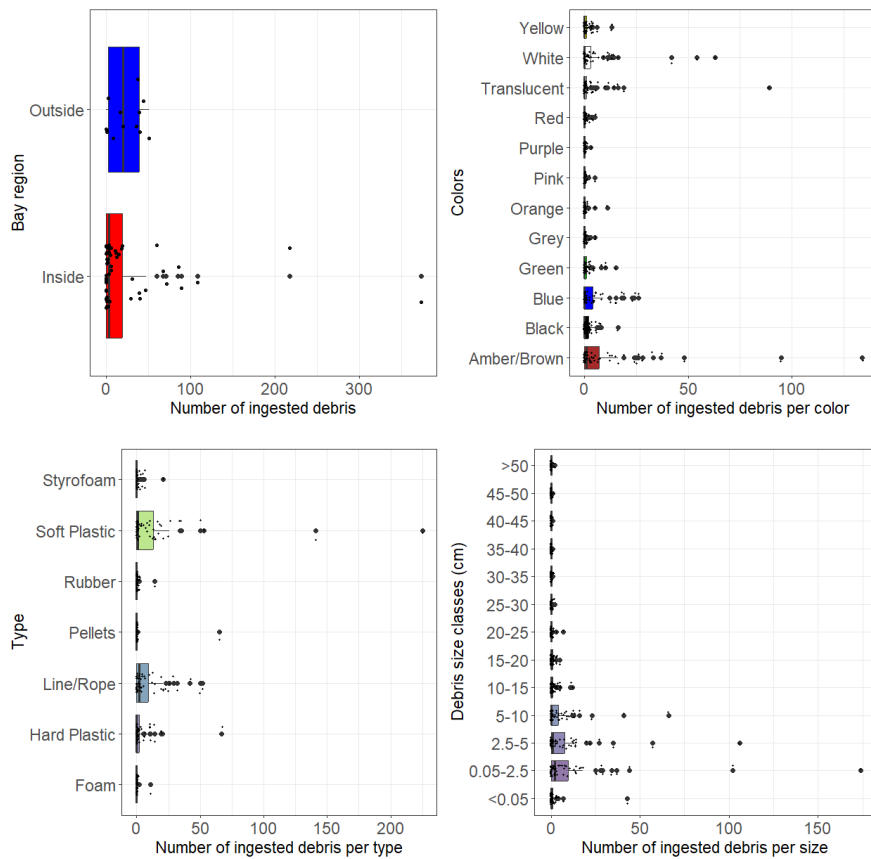 Bay region
Outside
Inside
0
100
200
300
Number of ingested debris
Colors
Yellow
White
Translucent
Red
Purple
Pink
Orange
Grey
Green
Blue
Black
Amber/Brown
0
50
100
Number of ingested debris per color
Type
Styrofoam
Soft Plastic
Rubber
Pellets
Line/Rope
Hard Plastic
Foam
0
50
100
150
200
Number of ingested debris per type
Debris size classes (cm)
>50
45-50
40-45
35-40
30-35
25-30
20-25
15-20
10-15
5-10
2.5-5
0.05-2.5
<0.05
0
50
100
150
Number of ingested debris per size